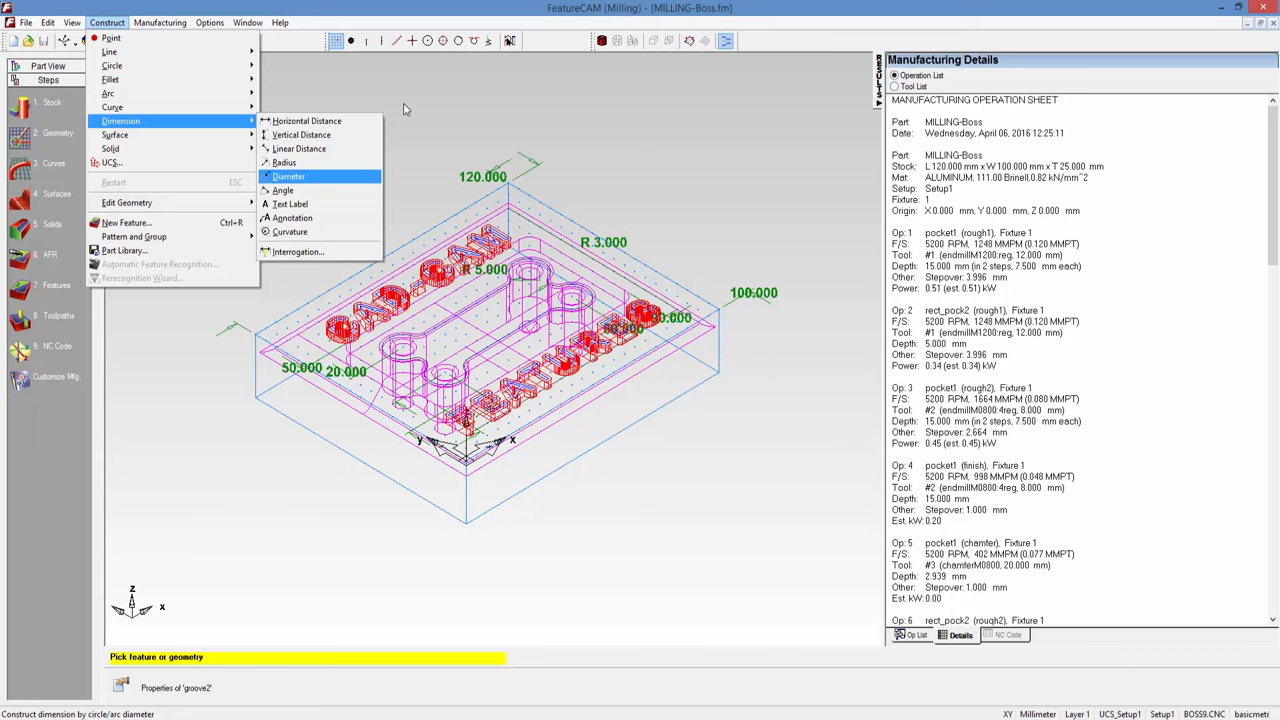 FeatureCAM (Milling) - [MILLING-Boss.fm]
File Edit View Construct Manufacturing Options Window Help
Part View
Steps
1. Stock
2. Geometry
3. Curves
4. Surfaces
5. Solids
6. AFR
7. Features
8. Toolpaths
9. NC Code
Customize Mfg.
Point
Line
Circle
Fillet
Arc
Curve
Dimension
Surface
Solid
UCS...
Restart ESC
Edit Geometry
New Feature... Ctrl+R
Pattern and Group
Part Library...
Automatic Feature Recognition...
Rerecognition Wizard...
Horizontal Distance
Vertical Distance
Linear Distance
Radius
Diameter
Angle
Text Label
Annotation
Curvature
Interrogation...
120.000
R 3.000
R 5.000
100.000
50.000 20.000
y x
z
x
RESULTS
Manufacturing Details
Operation List
Tool List
MANUFACTURING OPERATION SHEET
Part: MILLING-Boss
Date: Wednesday, April 06, 2016 12:25:11
Part: MILLING-Boss
Stock: L 120.000 mm x W 100.000 mm x T 25.000 mm
Mat: ALUMINUM, 111.00 Brinell,0.82 kN/mm^2
Setup: Setup1
Fixture: 1
Origin: X 0.000 mm, Y 0.000 mm, Z 0.000 mm
Op: 1 pocket1 (rough1), Fixture 1
F/S: 5200 RPM, 1248 MMPM (0.120 MMPT)
Tool: #1 (endmillM1200:reg, 12.000 mm)
Depth: 15.000 mm (in 2 steps, 7.500 mm each)
Other: Stepover: 3.996 mm
Power: 0.51 (est. 0.51) kW
Op: 2 rect_pock2 (rough1), Fixture 1
F/S: 5200 RPM, 1248 MMPM (0.120 MMPT)
Tool: #1 (endmillM1200:reg, 12.000 mm)
Depth: 5.000 mm
Other: Stepover: 3.996 mm
Power: 0.34 (est. 0.34) kW
Op: 3 pocket1 (rough2), Fixture 1
F/S: 5200 RPM, 1664 MMPM (0.080 MMPT)
Tool: #2 (endmillM0800:4reg, 8.000 mm)
Depth: 15.000 mm (in 2 steps, 7.500 mm each)
Other: Stepover: 2.664 mm
Power: 0.45 (est. 0.45) kW
Op: 4 pocket1 (finish), Fixture 1
F/S: 5200 RPM, 998 MMPM (0.048 MMPT)
Tool: #2 (endmillM0800:4reg, 8.000 mm)
Depth: 15.000 mm
Other: Stepover: 1.000 mm
Est. kW: 0.20
Op: 5 pocket1 (chamfer), Fixture 1
F/S: 5200 RPM, 402 MMPM (0.077 MMPT)
Tool: #3 (chamferM0800, 20.000 mm)
Depth: 2.939 mm
Other: Stepover: 1.000 mm
Est. kW: 0.00
Op: 6 rect_pock2 (rough2), Fixture 1
F/S: 5200 RPM, 1664 MMPM (0.080 MMPT)
Op List Details NC Code
Pick feature or geometry
Properties of 'groove2'
Construct dimension by circle/arc diameter
XY Millimeter Layer 1 UCS_Setup1 Setup1 BOSS9.CNC basicmetr